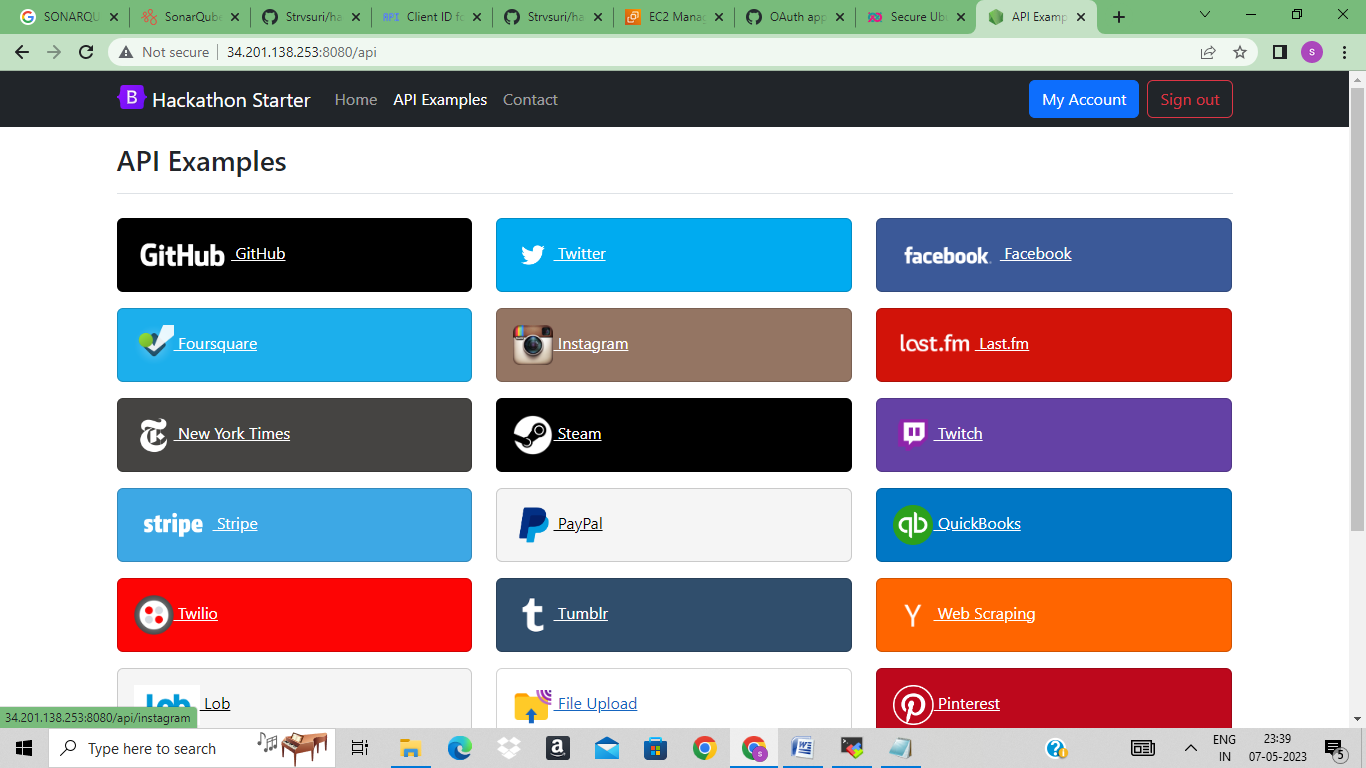 SONARQU
SonarQube
Strvsuri/ha
API Client ID fo
Strvsuri/ha
EC2 Manag
OAuth app
Secure Ubu
API Examp
Not secure 34.201.138.253:8080/api
s
B Hackathon Starter Home API Examples Contact My Account Sign out
API Examples
GitHub GitHub
Twitter
facebook Facebook
Foursquare
Instagram
last.fm Last.fm
New York Times
Steam
Twitch
stripe Stripe
PayPal
qb QuickBooks
Twilio
t Tumblr
Y Web Scraping
Lob Lob
File Upload
Pinterest
34.201.138.253:8080/api/instagram
Type here to search
ENG
IN
23:39
07-05-2023
5